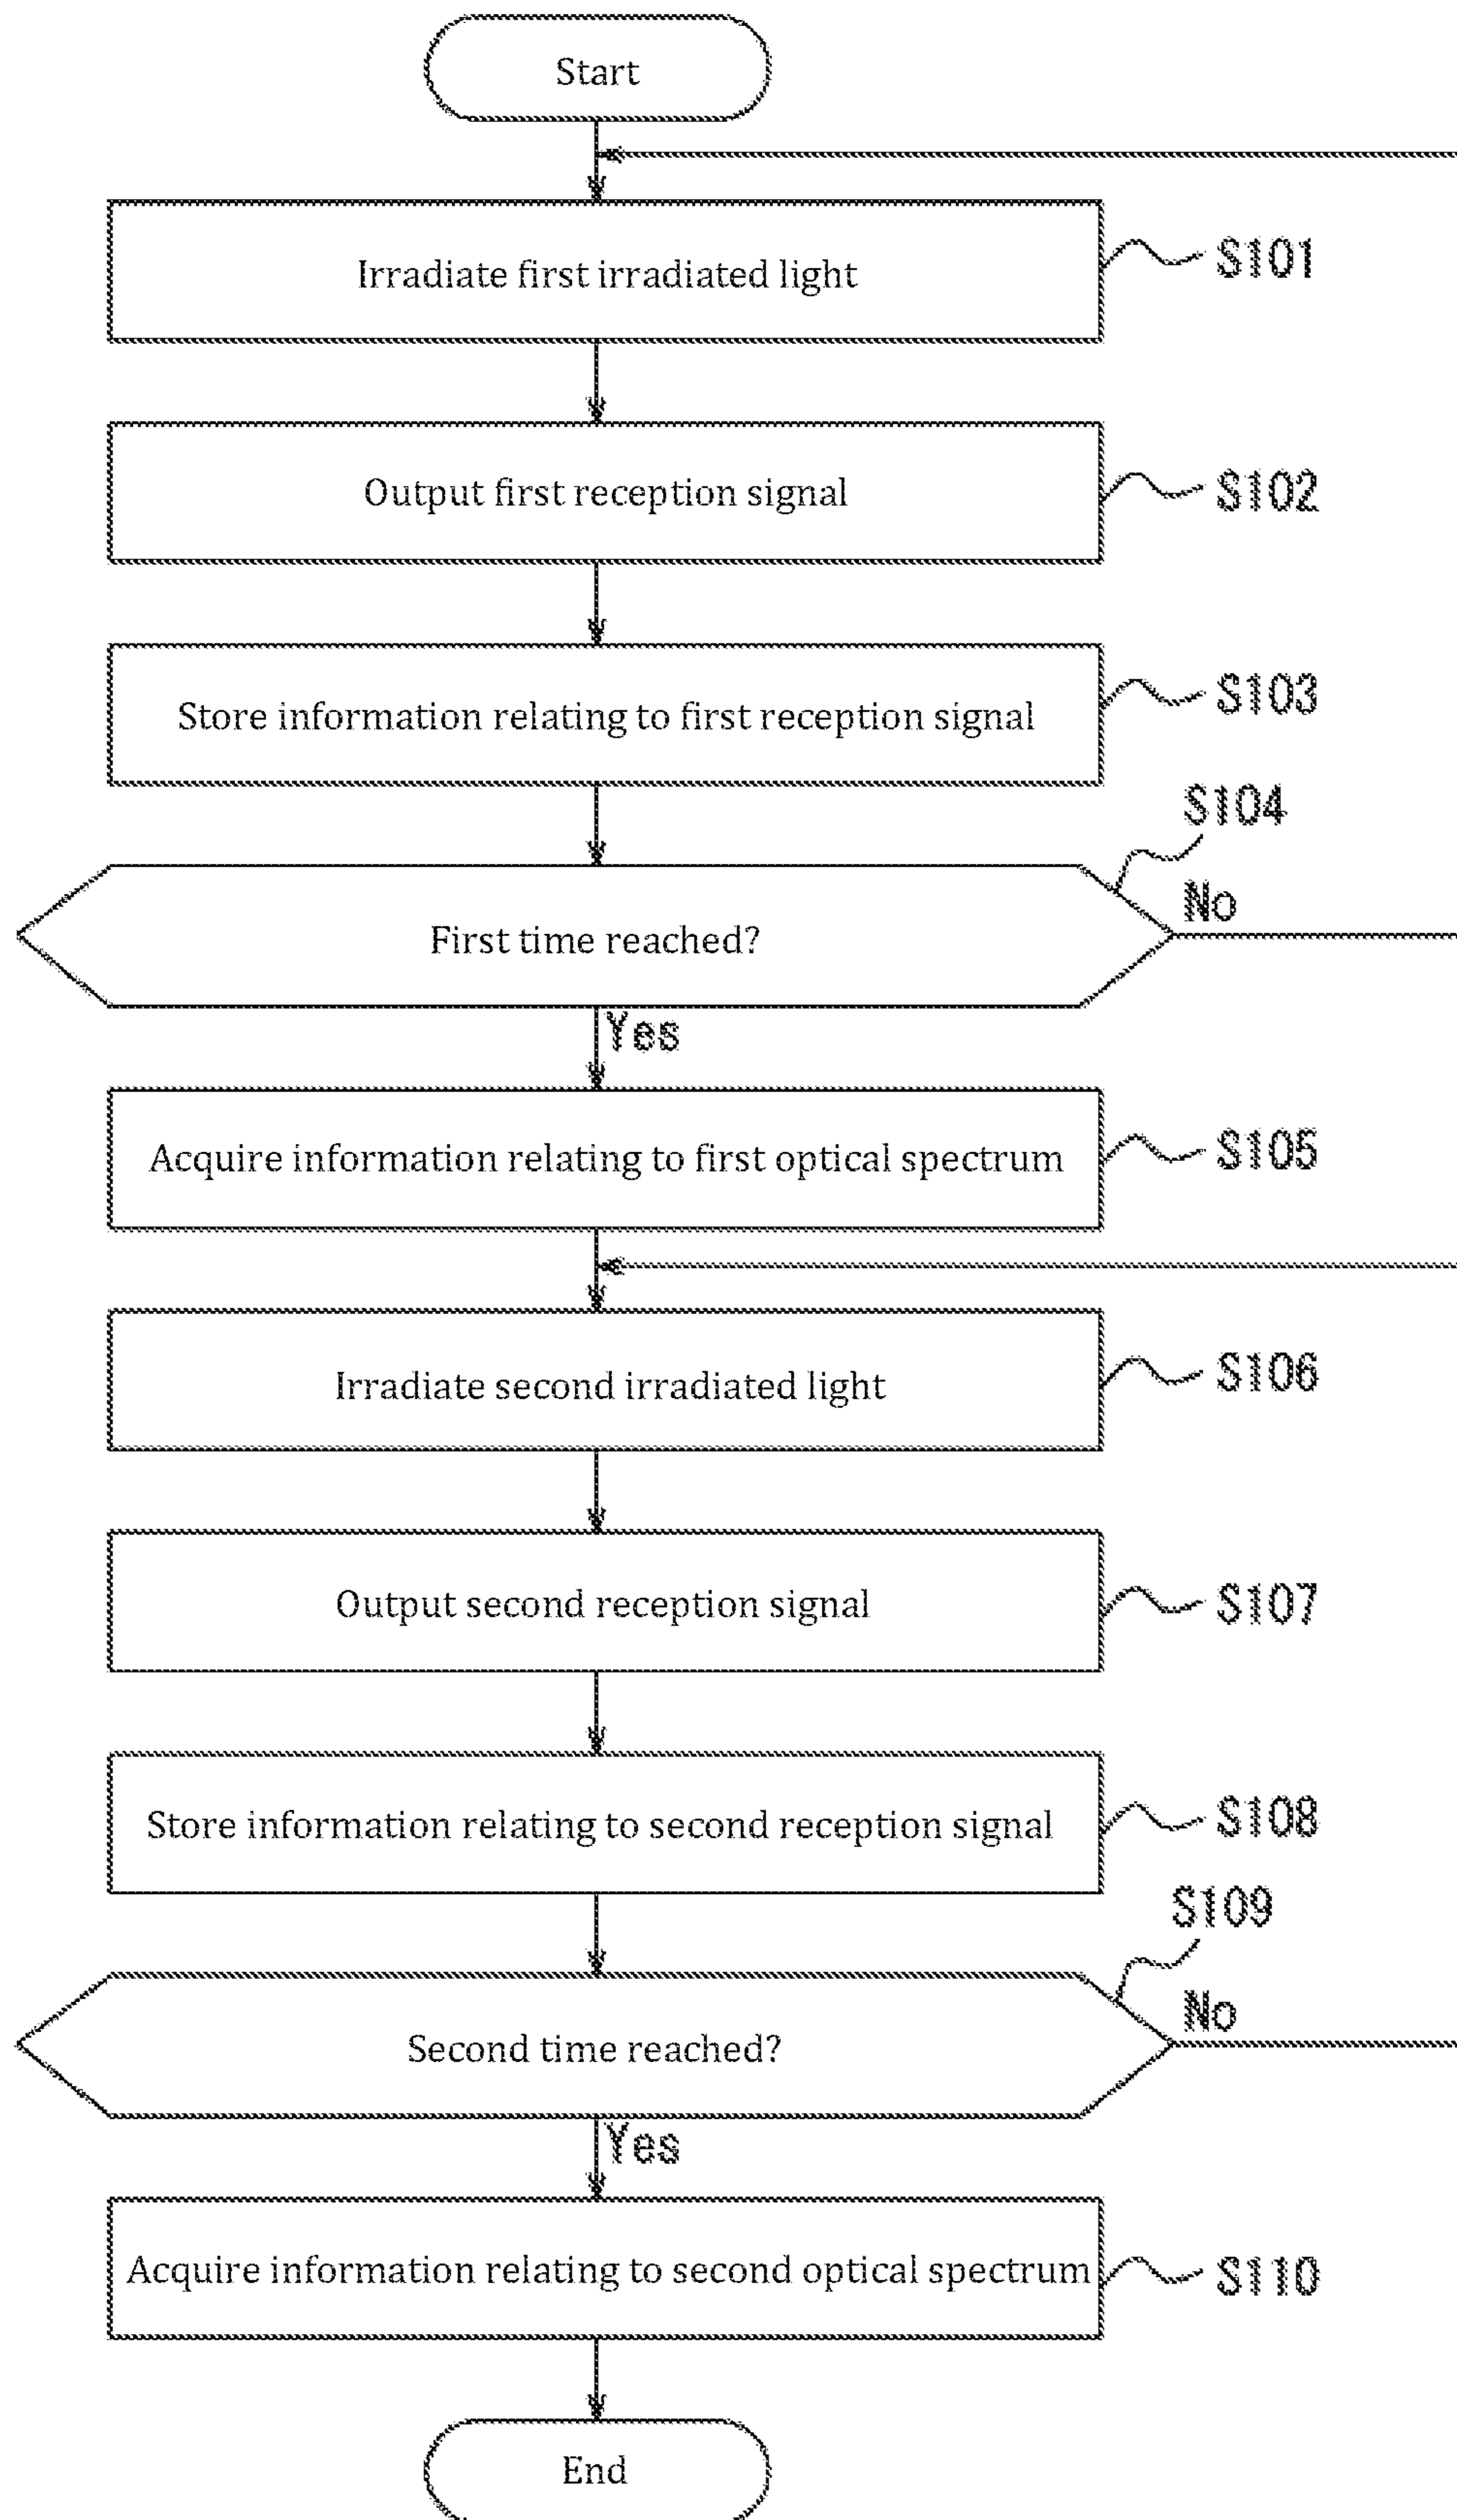 Start
Irradiate first irradiated light
S101
Output first reception signal
S102
Store information relating to first reception signal
S103
S104
First time reached?
No
Yes
Acquire information relating to first optical spectrum
S105
Irradiate second irradiated light
S106
Output second reception signal
S107
Store information relating to second reception signal
S108
S109
Second time reached?
No
Yes
Acquire information relating to second optical spectrum
S110
End